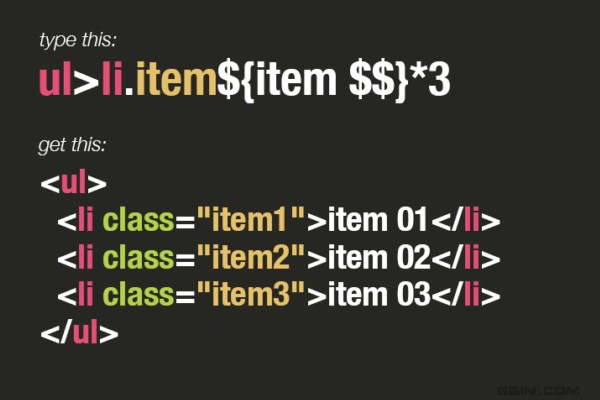 type this:
ul>li.item${item $$}*3
get this:
<ul>
<li class="item1">item 01</li>
<li class="item2">item 02</li>
<li class="item3">item 03</li>
</ul>
GBIN1.COM